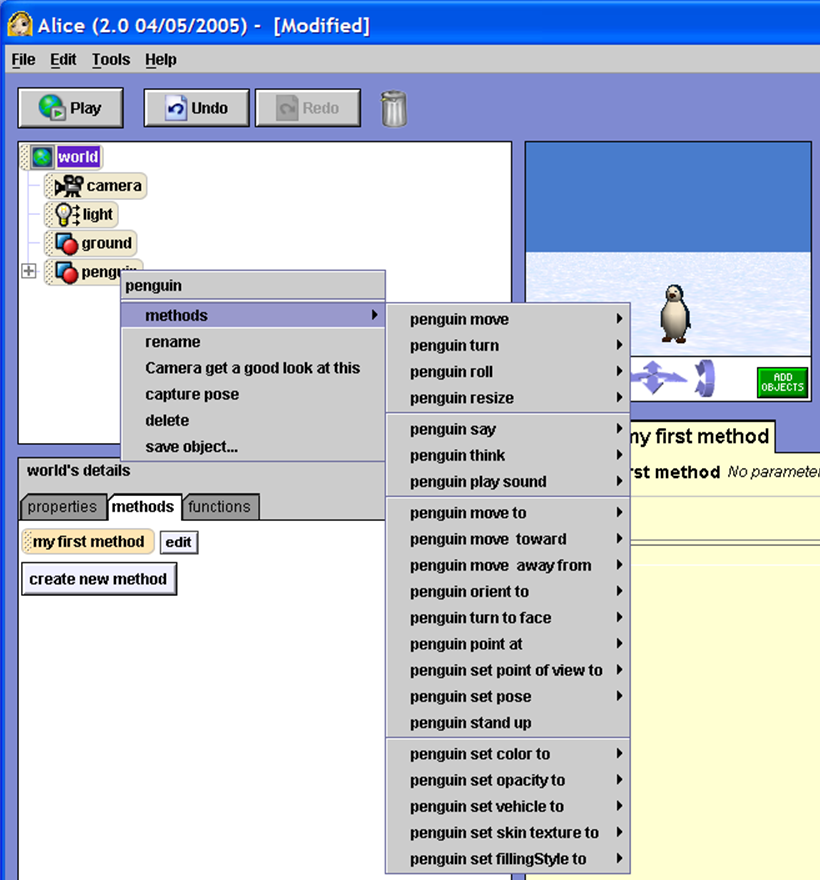 Alice (2.0 04/05/2005) - [Modified]
File Edit Tools Help
Play Undo Redo
world
camera
light
ground
penguin
penguin
methods
rename
Camera get a good look at this
capture pose
delete
save object...
penguin move
penguin turn
penguin roll
penguin resize
penguin say
penguin think
penguin play sound
penguin move to
penguin move toward
penguin move away from
penguin orient to
penguin turn to face
penguin point at
penguin set point of view to
penguin set pose
penguin stand up
penguin set color to
penguin set opacity to
penguin set vehicle to
penguin set skin texture to
penguin set fillingStyle to
ADD
OBJECTS
my first method
rst method No parameter
world's details
properties methods functions
my first method edit
create new method